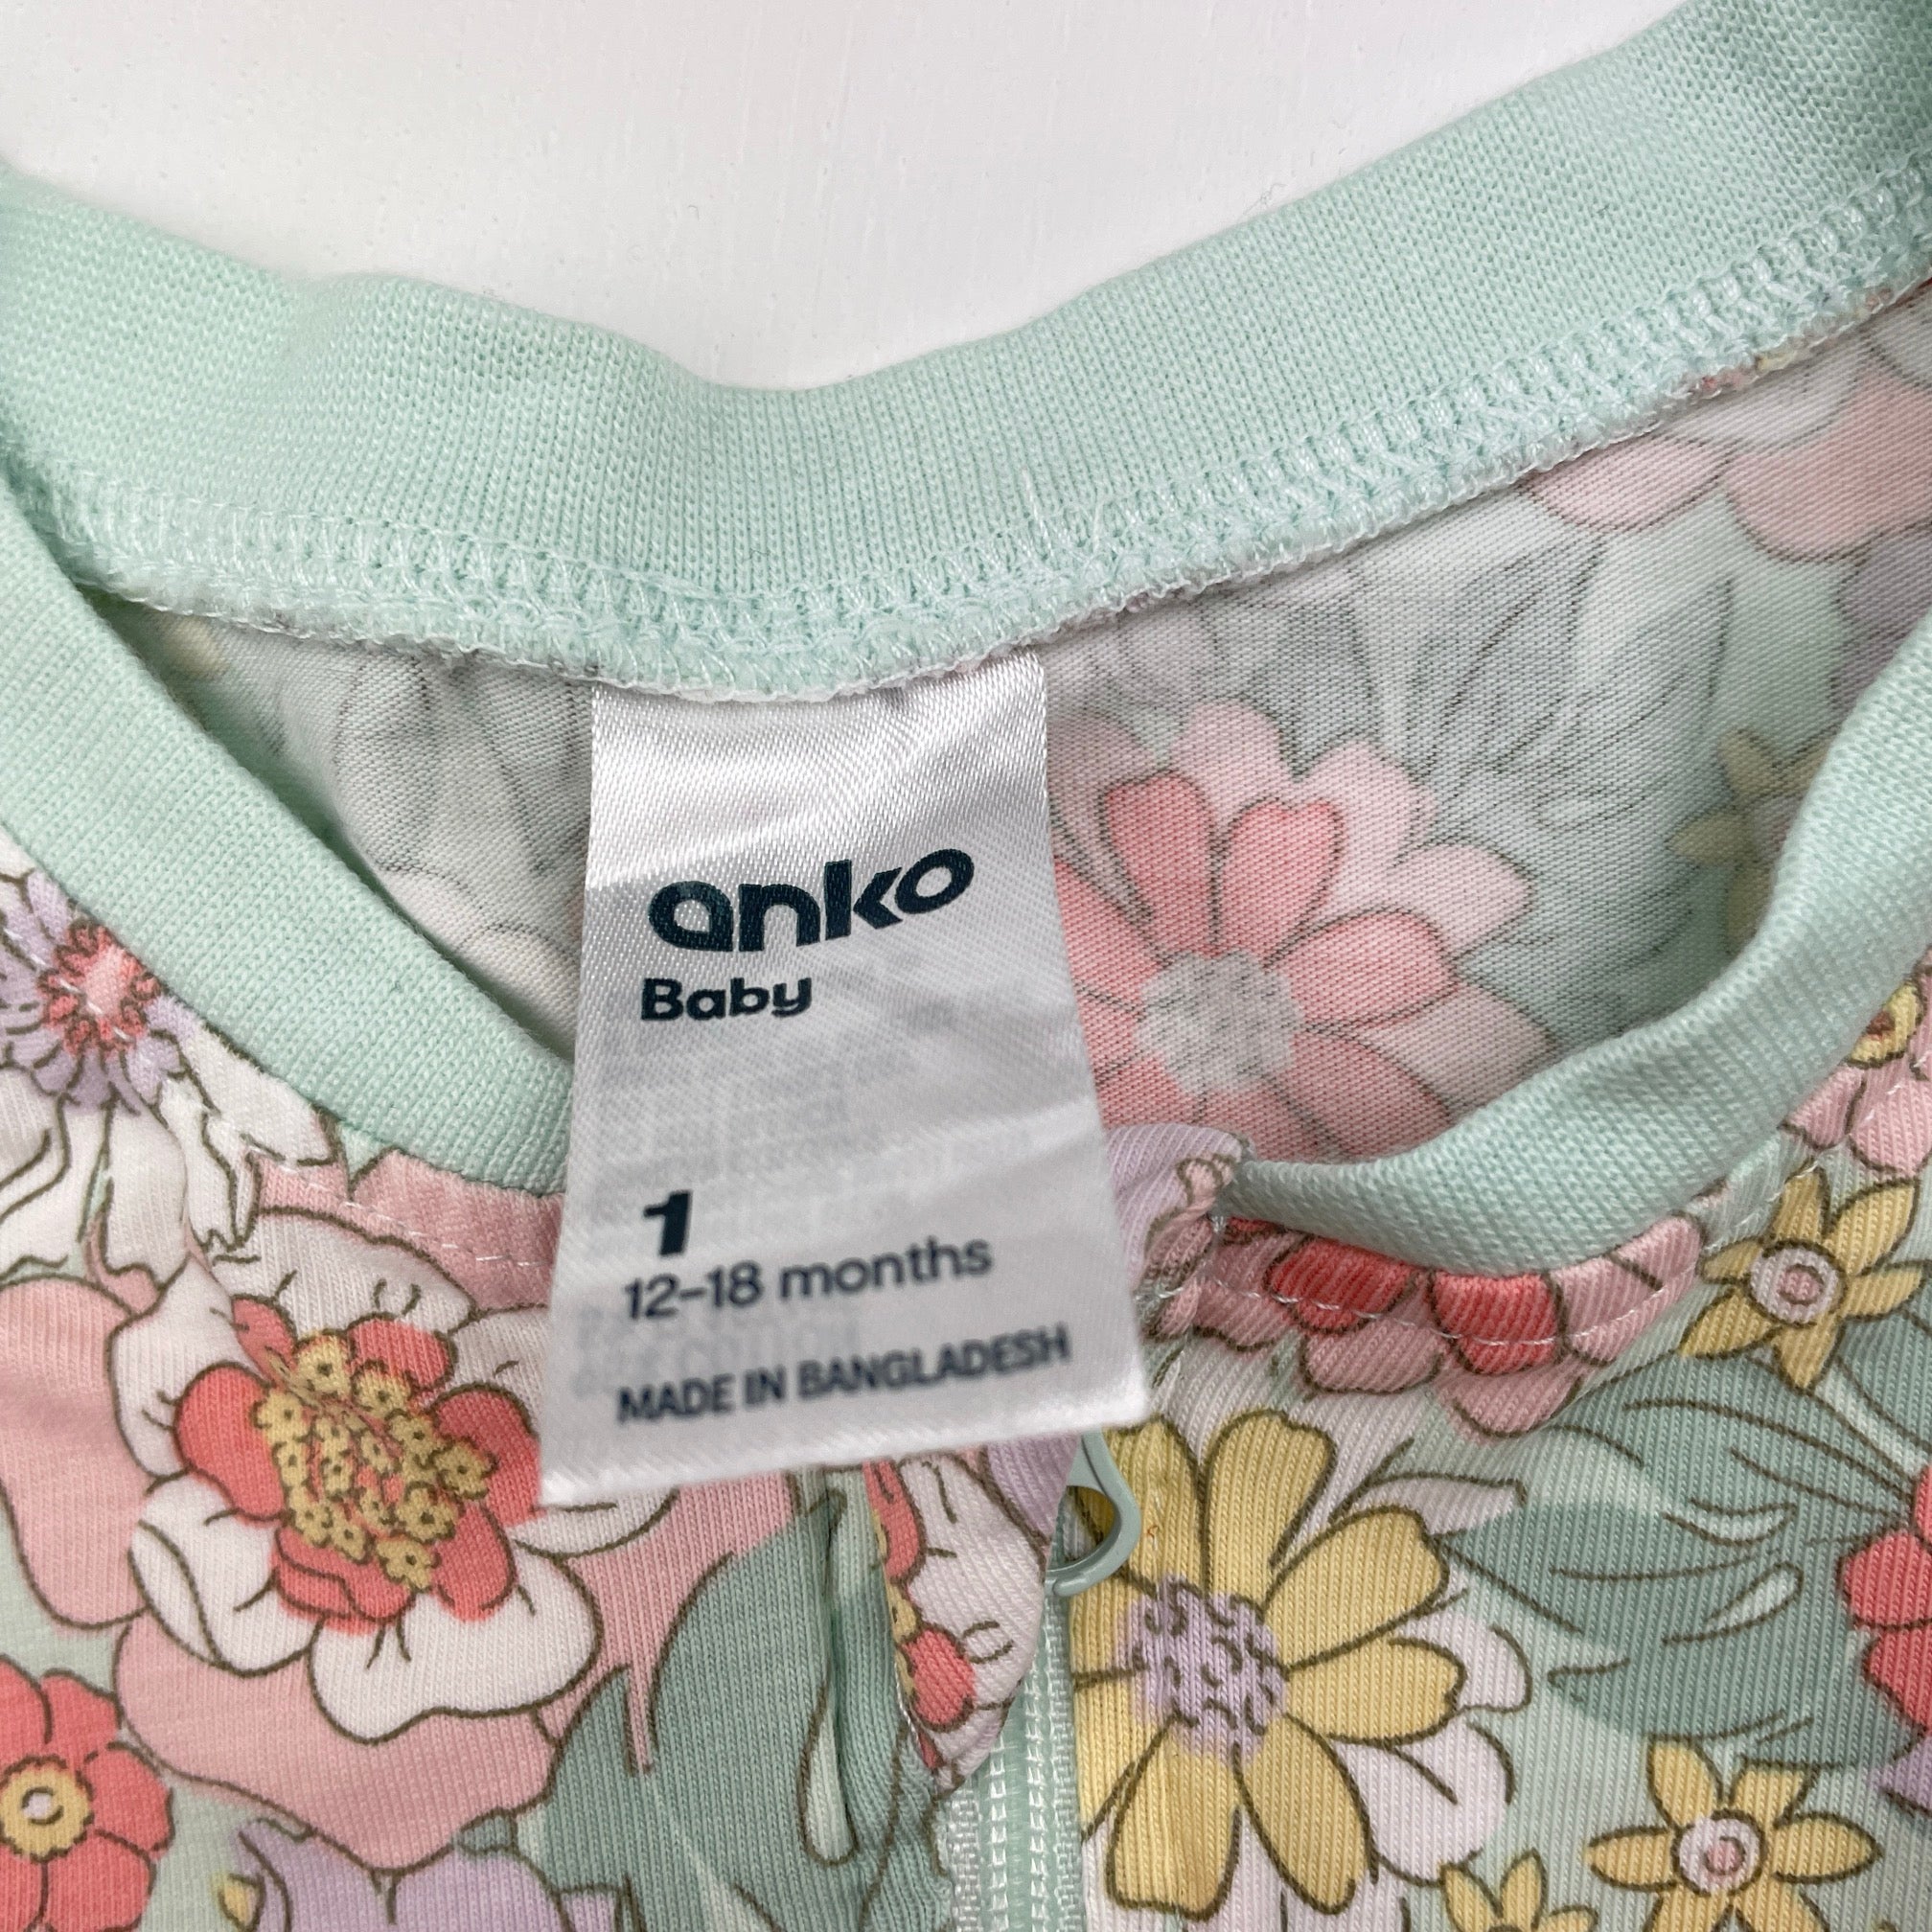 anko
Baby
1
12-18 months
MADE IN BANGLADESH